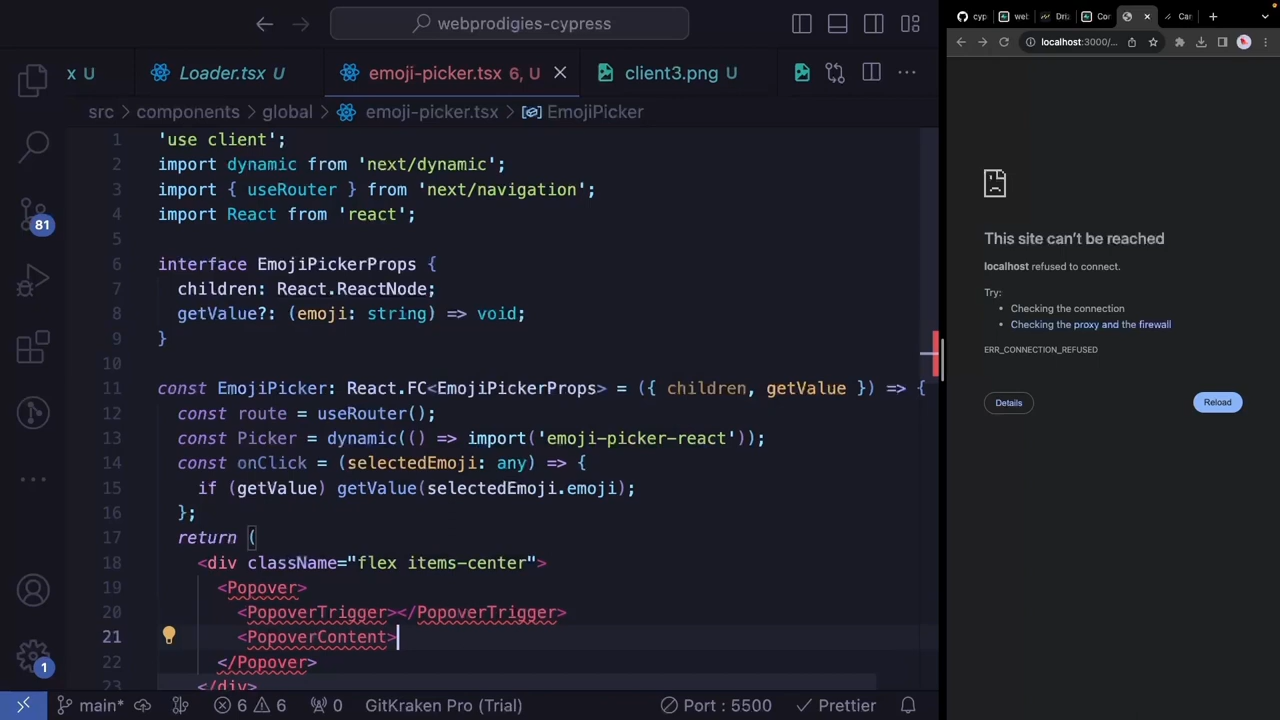 webprodigies-cypress
x U
Loader.tsx U
emoji-picker.tsx 6, U
client3.png U
src > components > global > emoji-picker.tsx > EmojiPicker
1 'use client';
2 import dynamic from 'next/dynamic';
3 import { useRouter } from 'next/navigation';
4 import React from 'react';
5
6 interface EmojiPickerProps {
7 children: React.ReactNode;
8 getValue?: (emoji: string) => void;
9 }
10
11 const EmojiPicker: React.FC<EmojiPickerProps> = ({ children, getValue }) => {
12 const route = useRouter();
13 const Picker = dynamic(() => import('emoji-picker-react'));
14 const onClick = (selectedEmoji: any) => {
15 if (getValue) getValue(selectedEmoji.emoji);
16 };
17 return (
18 <div className="flex items-center">
19 <Popover>
20 <PopoverTrigger></PopoverTrigger>
21 <PopoverContent>
22 </Popover>
23 </div>
81
1
main*
6
6
0
GitKraken Pro (Trial)
Port : 5500
Prettier
cyp
web
Dri
Cor
Car
localhost:3000/...
This site can't be reached
localhost refused to connect.
Try:
• Checking the connection
• Checking the proxy and the firewall
ERR_CONNECTION_REFUSED
Details
Reload